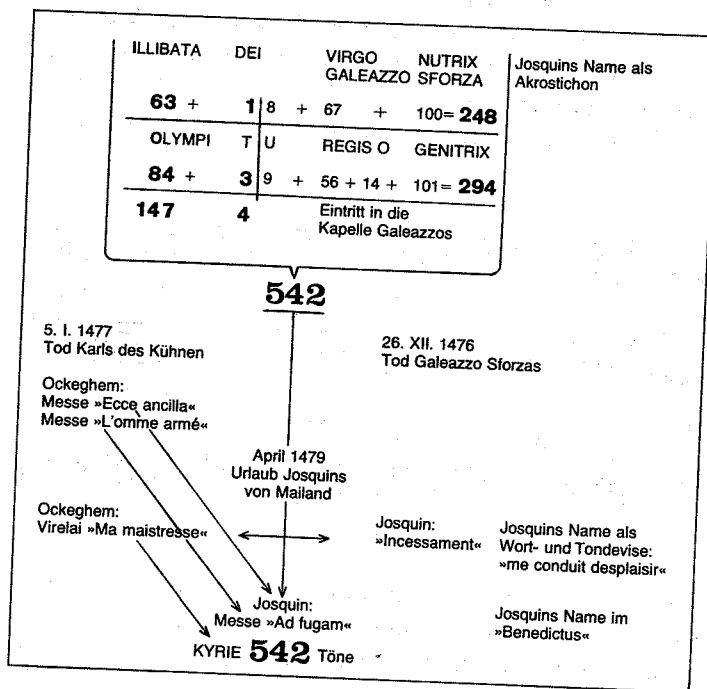 ILLIBATA DEI VIRGO NUTRIX
GALEAZZO SFORZA
Josquins Name als
Akrostichon
63 + 1 8 + 67 + 100= 248
OLYMPI T U REGIS O GENITRIX
84 + 3 9 + 56 + 14 + 101= 294
147 4
Eintritt in die
Kapelle Galeazzos
542
5. I. 1477
Tod Karls des Kühnen
26. XII. 1476
Tod Galeazzo Sforzas
Ockeghem:
Messe »Ecce ancilla«
Messe »L'omme armé«
April 1479
Urlaub Josquins
von Mailand
Ockeghem:
Virelai »Ma maistresse«
Josquin:
»Incessament«
Josquins Name als
Wort- und Tondevise:
»me conduit desplaisir«
Josquin:
Messe »Ad fugam«
Josquins Name im
»Benedictus«
KYRIE 542 Töne